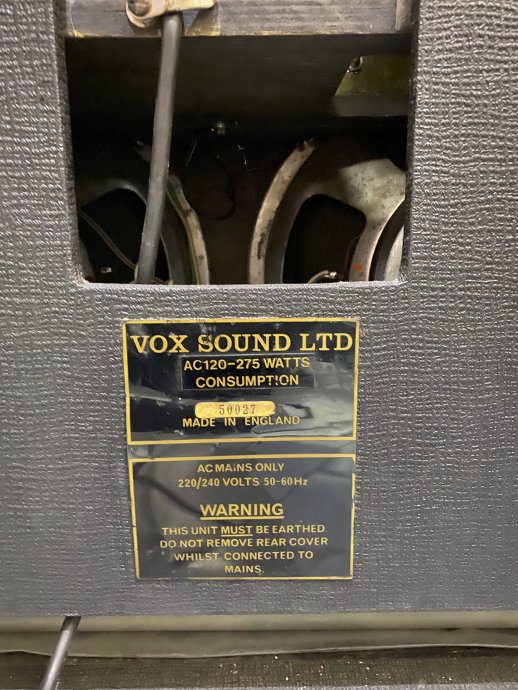 VOX SOUND LTD
AC120-275 WATTS
CONSUMPTION
50027
MADE IN ENGLAND
AC MAINS ONLY
220/240 VOLTS 50-60Hz
WARNING
THIS UNIT MUST BE EARTHED
DO NOT REMOVE REAR COVER
WHILST CONNECTED TO
MAINS.